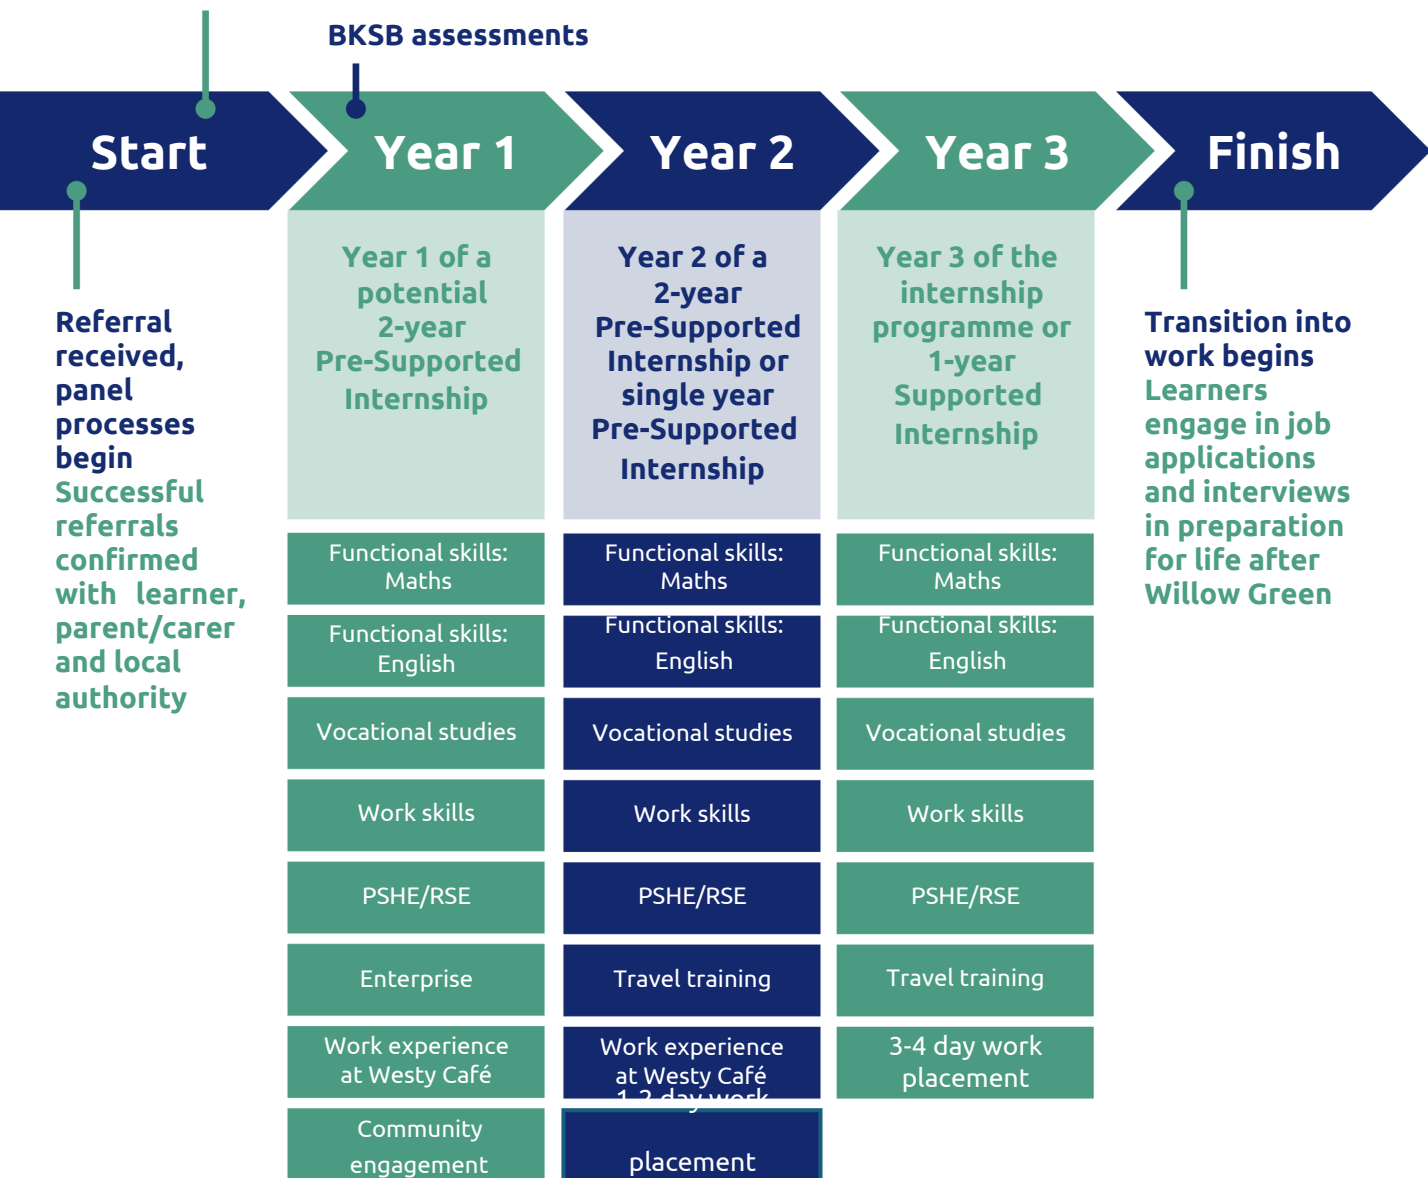 BKSB assessments
Start
Year 1
Year 2
Year 3
Finish
Referral
received,
panel
processes
begin
Successful
referrals
confirmed
with learner,
parent/carer
and local
authority
Year 1 of a
potential
2-year
Pre-Supported
Internship
Functional skills:
Maths
Functional skills:
English
Vocational studies
Work skills
PSHE/RSE
Enterprise
Work experience
at Westy Café
Community
engagement
Year 2 of a
2-year
Pre-Supported
Internship or
single year
Pre-Supported
Internship
Functional skills:
Maths
Functional skills:
English
Vocational studies
Work skills
PSHE/RSE
Travel training
Work experience
at Westy Café
1-2 day work
placement
Year 3 of the
internship
programme or
1-year
Supported
Internship
Functional skills:
Maths
Functional skills:
English
Vocational studies
Work skills
PSHE/RSE
Travel training
3-4 day work
placement
Transition into
work begins
Learners
engage in job
applications
and interviews
in preparation
for life after
Willow Green